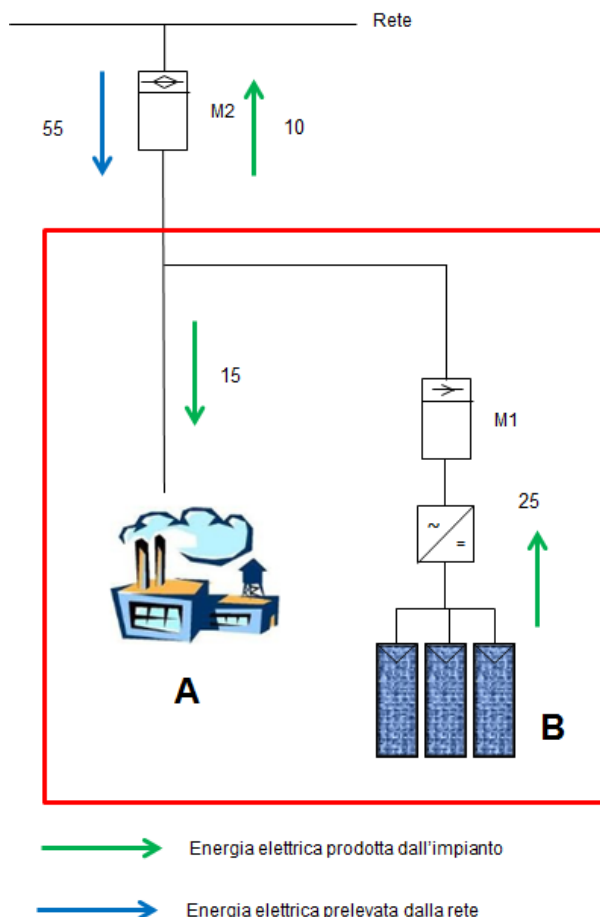 Rete
M2
55
10
15
M1
25
~
=
A
B
Energia elettrica prodotta dall'impianto
Energia elettrica prelevata dalla rete